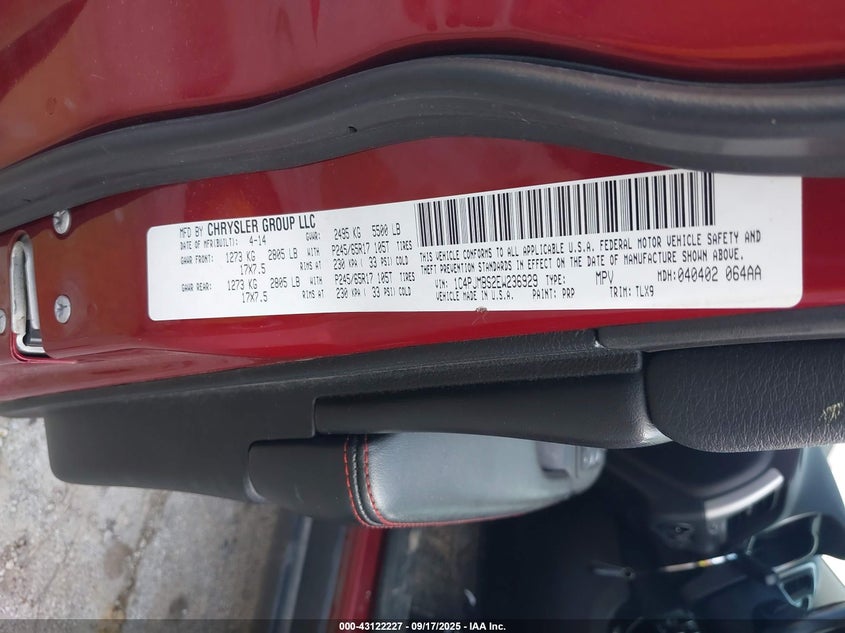 MFD BY CHRYSLER GROUP LLC
DATE OF MFR(BUILT): 4-14 GVWR: 2495 KG 5500 LB
GAWR FRONT: 1273 KG 2805 LB P245/65R17 105T TIRES
17X7.5 RIMS AT 230 KPA ( 33 PSI) COLD
GAWR REAR: 1273 KG 2805 LB WITH P245/65R17 105T TIRES
17X7.5 RIMS AT 230 KPA ( 33 PSI) COLD
THIS VEHICLE CONFORMS TO ALL APPLICABLE U.S.A. FEDERAL MOTOR VEHICLE SAFETY AND
THEFT PREVENTION STANDARDS IN EFFECT ON THE DATE OF MANUFACTURE SHOWN ABOVE.
VIN: 1C4PJMBS2EW236929 TYPE: MPV MDH: 040402 064AA
VEHICLE MADE IN U.S.A. PAINT: PRP TRIM: TLX9
000-43122227 - 09/17/2025 - IAA Inc.